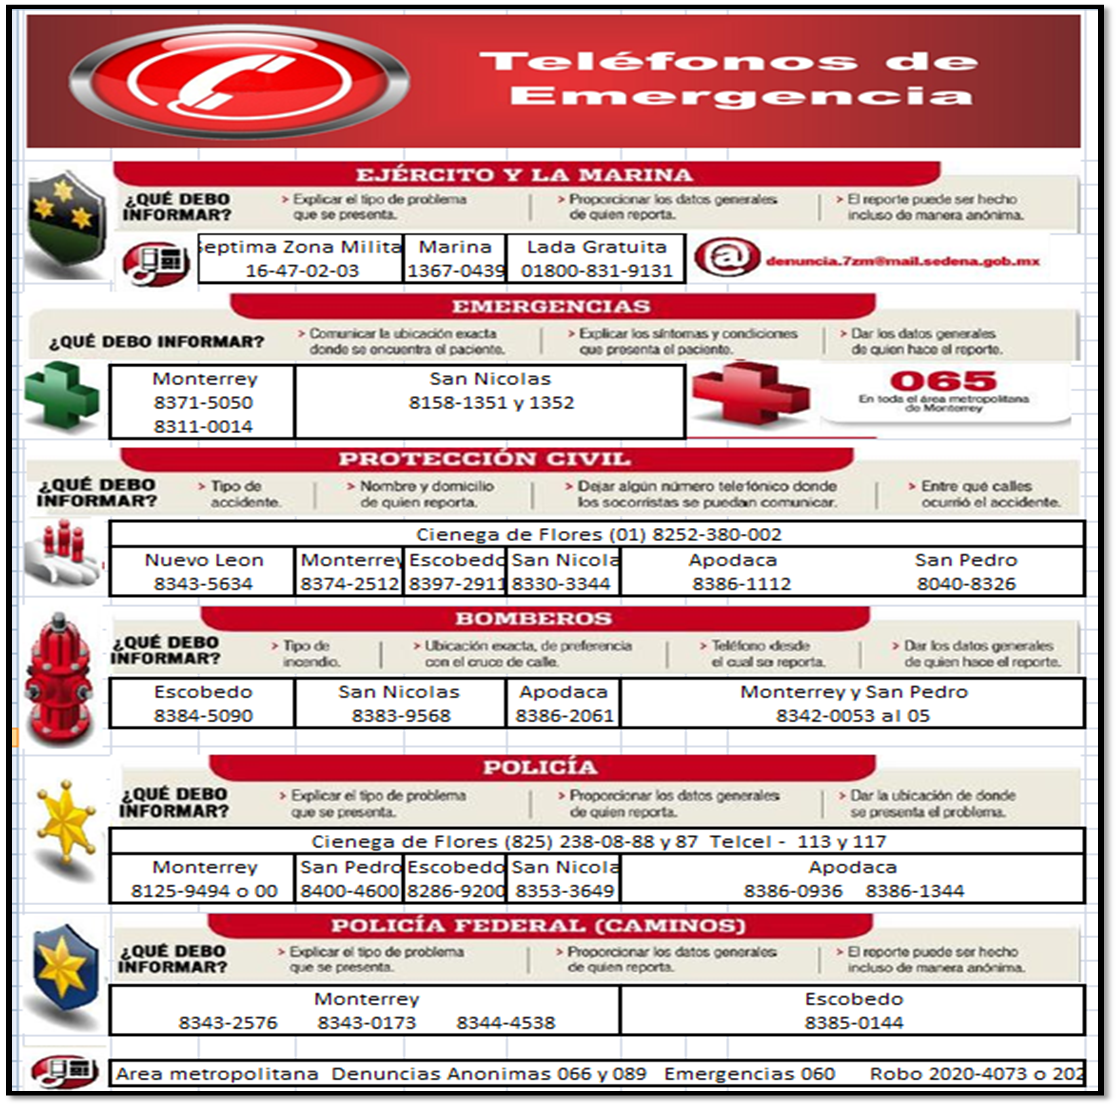 Teléfonos de
Emergencia
EJÉRCITO Y LA MARINA
¿QUÉ DEBO
INFORMAR?
> Explicar el tipo de problema
que se presenta.
> Proporcionar los datos generales
de quien reporta.
> El reporte puede ser hecho
incluso de manera anónima.
eptima Zona Milita
16-47-02-03
Marina
1367-0439
Lada Gratuita
01800-831-9131
@
denuncia.7zm@mail.sedena.gob.mx
EMERGENCIAS
¿QUÉ DEBO INFORMAR?
> Comunicar la ubicación exacta
donde se encuentra el paciente.
> Explicar los síntomas y condiciones
que presenta el paciente.
> Dar los datos generales
de quien hace el reporte.
Monterrey
8371-5050
8311-0014
San Nicolas
8158-1351 y 1352
065
En toda el área metropolitana
de Monterrey
PROTECCIÓN CIVIL
¿QUÉ DEBO
INFORMAR?
> Tipo de
accidente.
> Nombre y domicilio
de quien reporta.
> Dejar algún número telefónico donde
los socorristas se puedan comunicar.
> Entre qué calles
ocurrió el accidente.
Cienega de Flores (01) 8252-380-002
Nuevo Leon
8343-5634
Monterrey
8374-2512
Escobedo
8397-2911
San Nicola
8330-3344
Apodaca
8386-1112
San Pedro
8040-8326
BOMBEROS
¿QUÉ DEBO
INFORMAR?
> Tipo de
incendio.
> Ubicación exacta, de preferencia
con el cruce de calle.
> Teléfono desde
el cual se reporta.
> Dar los datos generales
de quien hace el reporte.
Escobedo
8384-5090
San Nicolas
8383-9568
Apodaca
8386-2061
Monterrey y San Pedro
8342-0053 al 05
POLICÍA
¿QUÉ DEBO
INFORMAR?
> Explicar el tipo de problema
que se presenta.
> Proporcionar los datos generales
de quien reporta.
> Dar la ubicación de donde
se presenta el problema.
Cienega de Flores (825) 238-08-88 y 87 Telcel - 113 y 117
Monterrey
8125-9494 o 00
San Pedro
8400-4600
Escobedo
8286-9200
San Nicola
8353-3649
Apodaca
8386-0936 8386-1344
POLICÍA FEDERAL (CAMINOS)
¿QUÉ DEBO
INFORMAR?
> Explicar el tipo de problema
que se presenta.
> Proporcionar los datos generales
de quien reporta.
> El reporte puede ser hecho
incluso de manera anónima.
Monterrey
8343-2576 8343-0173 8344-4538
Escobedo
8385-0144
Area metropolitana Denuncias Anonimas 066 y 089 Emergencias 060 Robo 2020-4073 o 202